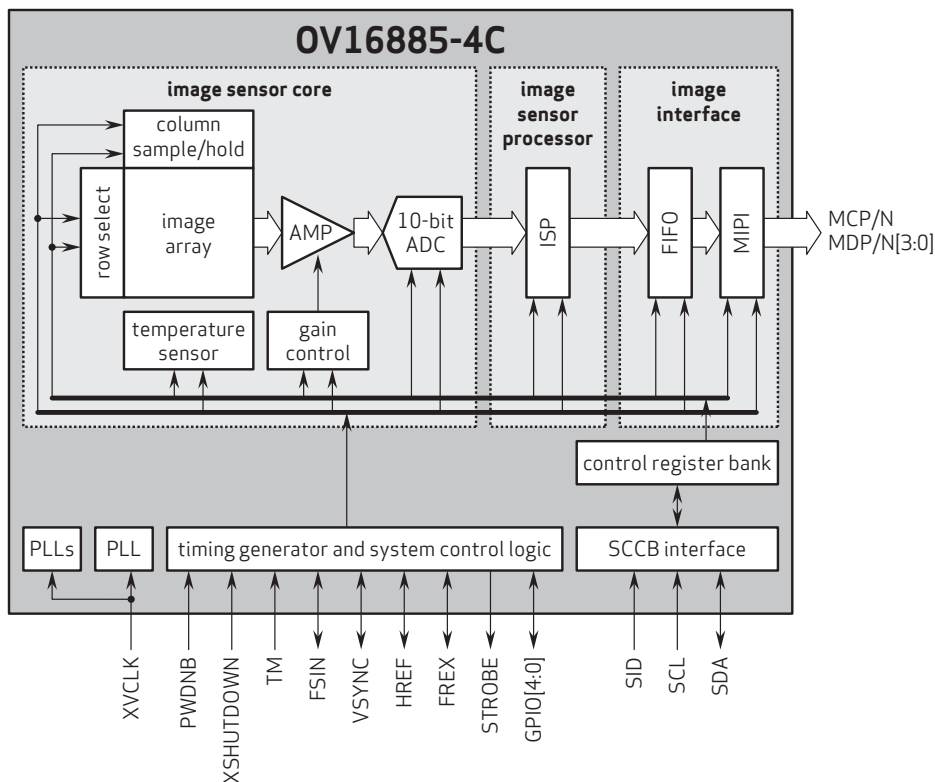 OV16885-4C
image sensor core
image
sensor
processor
image
interface
column
sample/hold
row select
image
array
AMP
10-bit
ADC
ISP
FIFO
MIPI
MCP/N
MDP/N[3:0]
temperature
sensor
gain
control
control register bank
PLLs
PLL
timing generator and system control logic
SCCB interface
XVCLK
PWDNB
XSHUTDOWN
TM
FSIN
VSYNC
HREF
FREX
STROBE
GPIO[4:0]
SID
SCL
SDA